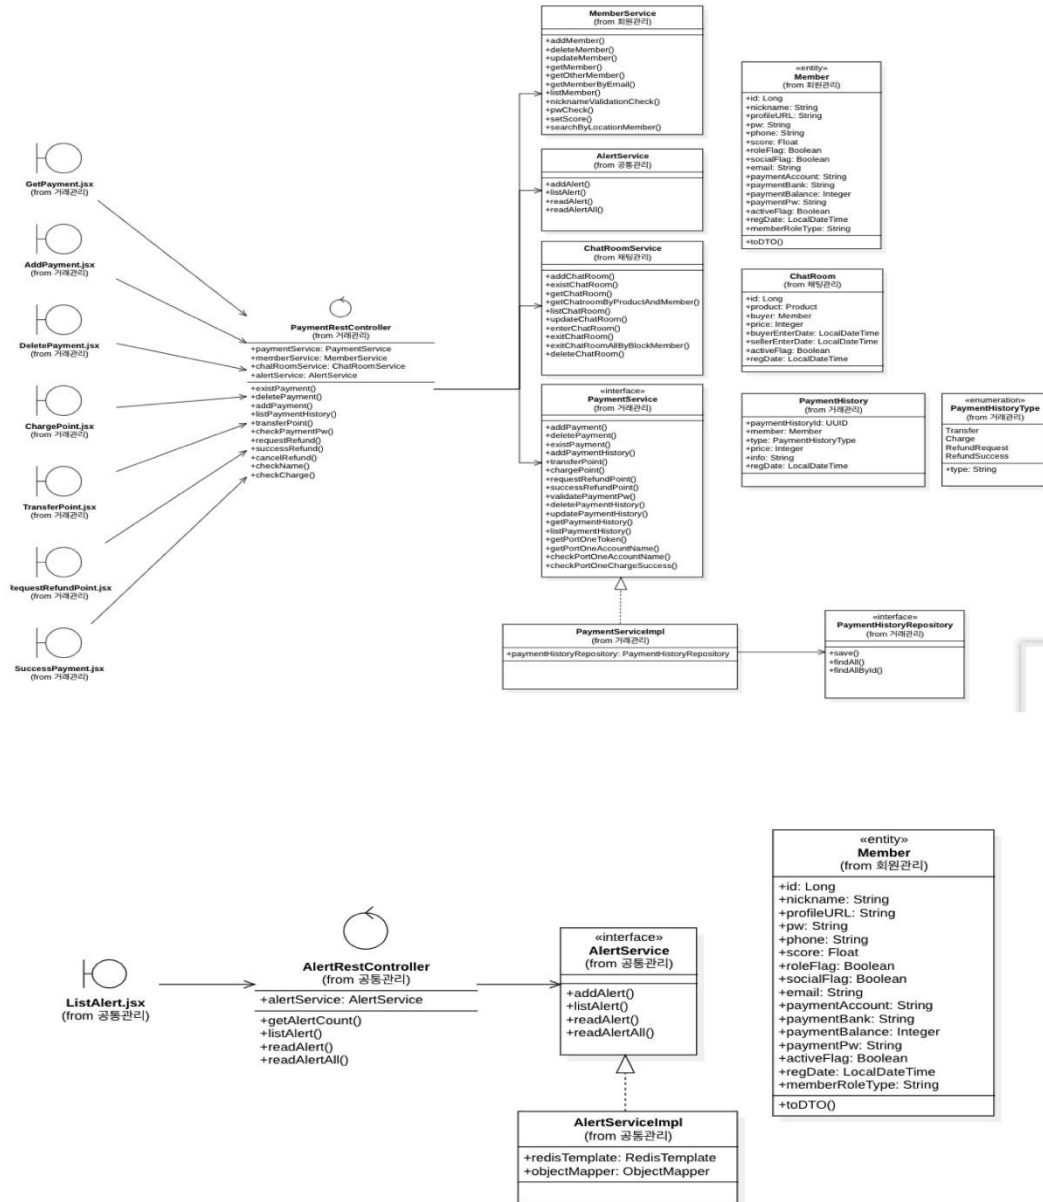 GetPayment.jsx
(from 거래관리)
AddPayment.jsx
(from 거래관리)
DeletePayment.jsx
(from 거래관리)
ChargePoint.jsx
(from 거래관리)
TransferPoint.jsx
(from 거래관리)
RequestRefundPoint.jsx
(from 거래관리)
SuccessPayment.jsx
(from 거래관리)
PaymentRestController
(from 거래관리)
+paymentService: PaymentService
+memberService: MemberService
+chatRoomService: ChatRoomService
+alertService: AlertService
+existPayment()
+deletePayment()
+addPayment()
+listPaymentHistory()
+transferPoint()
+checkPaymentPw()
+requestRefund()
+successRefund()
+cancelRefund()
+checkName()
+checkCharge()
MemberService
(from 회원관리)
+addMember()
+deleteMember()
+updateMember()
+getMember()
+getOtherMember()
+getMemberByEmail()
+listMember()
+nicknameValidationCheck()
+pwCheck()
+setScore()
+searchByLocationMember()
AlertService
(from 공통관리)
+addAlert()
+listAlert()
+readAlert()
+readAlertAll()
ChatRoomService
(from 채팅관리)
+addChatRoom()
+existChatRoom()
+getChatRoom()
+getChatroomByProductAndMember()
+listChatRoom()
+updateChatRoom()
+enterChatRoom()
+exitChatRoom()
+exitChatRoomAllByBlockMember()
+deleteChatRoom()
«interface»
PaymentService
(from 거래관리)
+addPayment()
+deletePayment()
+existPayment()
+addPaymentHistory()
+transferPoint()
+chargePoint()
+requestRefundPoint()
+successRefundPoint()
+validatePaymentPw()
+deletePaymentHistory()
+updatePaymentHistory()
+getPaymentHistory()
+listPaymentHistory()
+getPortOneToken()
+getPortOneAccountName()
+checkPortOneAccountName()
+checkPortOneChargeSuccess()
PaymentServiceImpl
(from 거래관리)
+paymentHistoryRepository: PaymentHistoryRepository
«entity»
Member
(from 회원관리)
+id: Long
+nickname: String
+profileURL: String
+pw: String
+phone: String
+score: Float
+roleFlag: Boolean
+socialFlag: Boolean
+email: String
+paymentAccount: String
+paymentBank: String
+paymentBalance: Integer
+paymentPw: String
+activeFlag: Boolean
+regDate: LocalDateTime
+memberRoleType: String
+toDTO()
ChatRoom
(from 채팅관리)
+id: Long
+product: Product
+buyer: Member
+price: Integer
+buyerEnterDate: LocalDateTime
+sellerEnterDate: LocalDateTime
+activeFlag: Boolean
+regDate: LocalDateTime
PaymentHistory
(from 거래관리)
+paymentHistoryId: UUID
+member: Member
+type: PaymentHistoryType
+price: Integer
+info: String
+regDate: LocalDateTime
«enumeration»
PaymentHistoryType
(from 거래관리)
Transfer
Charge
RefundRequest
RefundSuccess
+type: String
«interface»
PaymentHistoryRepository
(from 거래관리)
+save()
+findAll()
+findAllById()
ListAlert.jsx
(from 공통관리)
AlertRestController
(from 공통관리)
+alertService: AlertService
+getAlertCount()
+listAlert()
+readAlert()
+readAlertAll()
«interface»
AlertService
(from 공통관리)
+addAlert()
+listAlert()
+readAlert()
+readAlertAll()
AlertServiceImpl
(from 공통관리)
+redisTemplate: RedisTemplate
+objectMapper: ObjectMapper
«entity»
Member
(from 회원관리)
+id: Long
+nickname: String
+profileURL: String
+pw: String
+phone: String
+score: Float
+roleFlag: Boolean
+socialFlag: Boolean
+email: String
+paymentAccount: String
+paymentBank: String
+paymentBalance: Integer
+paymentPw: String
+activeFlag: Boolean
+regDate: LocalDateTime
+memberRoleType: String
+toDTO()